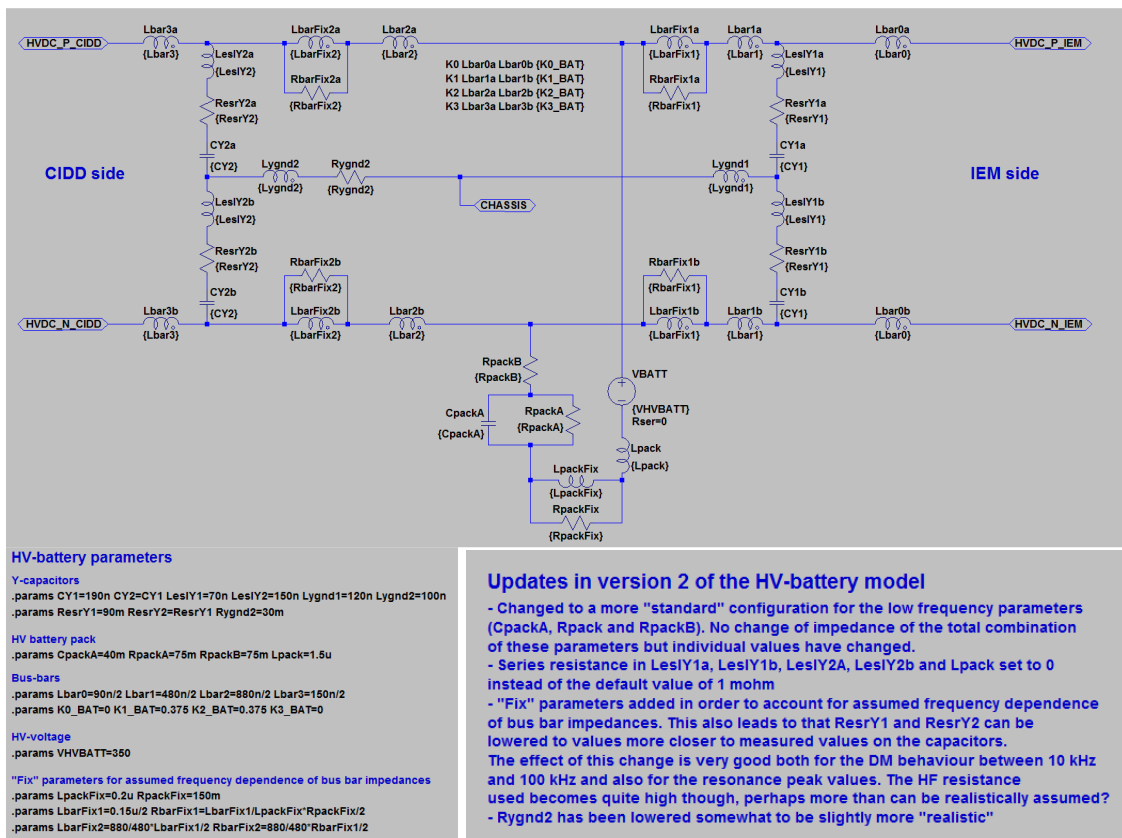 Lbar3a
{Lbar3}
LbarFix2a
{LbarFix2}
Lbar2a
{Lbar2}
LbarFix1a
{LbarFix1}
Lbar1a
{Lbar1}
Lbar0a
{Lbar0}
HVDC_P_CIDD
HVDC_P_IEM
LeslY2a
{LeslY2}
RbarFix2a
{RbarFix2}
K0 Lbar0a Lbar0b {K0_BAT}
K1 Lbar1a Lbar1b {K1_BAT}
K2 Lbar2a Lbar2b {K2_BAT}
K3 Lbar3a Lbar3b {K3_BAT}
RbarFix1a
{RbarFix1}
LeslY1a
{LeslY1}
ResrY2a
{ResrY2}
ResrY1a
{ResrY1}
CY2a
{CY2}
CY1a
{CY1}
CIDD side
Lygnd2
{Lygnd2}
Rygnd2
{Rygnd2}
Lygnd1
{Lygnd1}
IEM side
CHASSIS
LeslY2b
{LeslY2}
LeslY1b
{LeslY1}
ResrY2b
{ResrY2}
RbarFix2b
{RbarFix2}
RbarFix1b
{RbarFix1}
ResrY1b
{ResrY1}
CY2b
{CY2}
CY1b
{CY1}
HVDC_N_CIDD
Lbar3b
{Lbar3}
LbarFix2b
{LbarFix2}
Lbar2b
{Lbar2}
LbarFix1b
{LbarFix1}
Lbar1b
{Lbar1}
Lbar0b
{Lbar0}
HVDC_N_IEM
RpackB
{RpackB}
VBATT
{VHVBATT}
Rser=0
CpackA
{CpackA}
RpackA
{RpackA}
Lpack
{Lpack}
LpackFix
{LpackFix}
RpackFix
{RpackFix}
HV-battery parameters
Y-capacitors
.params CY1=190n CY2=CY1 LeslY1=70n LeslY2=150n Lygnd1=120n Lygnd2=100n
.params ResrY1=90m ResrY2=ResrY1 Rygnd2=30m
HV battery pack
.params CpackA=40m RpackA=75m RpackB=75m Lpack=1.5u
Bus-bars
.params Lbar0=90n/2 Lbar1=480n/2 Lbar2=880n/2 Lbar3=150n/2
.params K0_BAT=0 K1_BAT=0.375 K2_BAT=0.375 K3_BAT=0
HV-voltage
.params VHVBATT=350
"Fix" parameters for assumed frequency dependence of bus bar impedances
.params LpackFix=0.2u RpackFix=150m
.params LbarFix1=0.15u/2 RbarFix1=LbarFix1/LpackFix*RpackFix/2
.params LbarFix2=880/480*LbarFix1/2 RbarFix2=880/480*RbarFix1/2
Updates in version 2 of the HV-battery model
- Changed to a more "standard" configuration for the low frequency parameters
(CpackA, Rpack and RpackB). No change of impedance of the total combination
of these parameters but individual values have changed.
- Series resistance in LeslY1a, LeslY1b, LeslY2A, LeslY2b and Lpack set to 0
instead of the default value of 1 mohm
- "Fix" parameters added in order to account for assumed frequency dependence
of bus bar impedances. This also leads to that ResrY1 and ResrY2 can be
lowered to values more closer to measured values on the capacitors.
The effect of this change is very good both for the DM behaviour between 10 kHz
and 100 kHz and also for the resonance peak values. The HF resistance
used becomes quite high though, perhaps more than can be realistically assumed?
- Rygnd2 has been lowered somewhat to be slightly more "realistic"